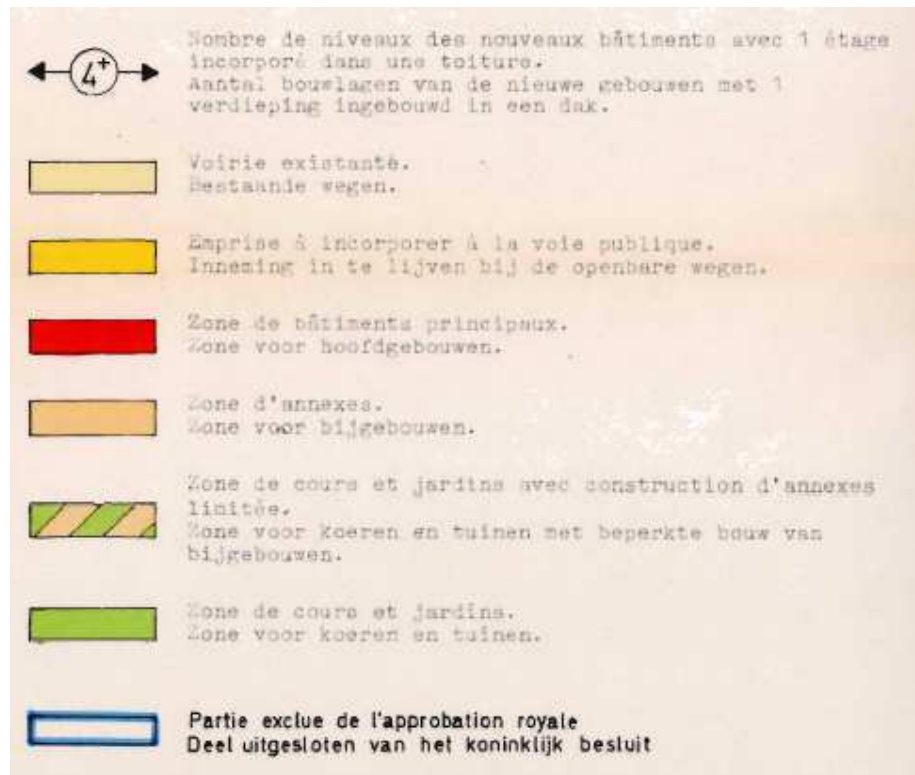 4+
Nombre de niveaux des nouveaux bâtiments avec 1 étage
incorporé dans une toiture.
Aantal bouwlagen van de nieuwe gebouwen met 1
verdieping ingebouwd in een dak.
Voirie existante.
Bestaande wegen.
Emprise à incorporer à la voie publique.
Inneming in te lijven bij de openbare wegen.
Zone de bâtiments principaux.
Zone voor hoofdgebouwen.
Zone d'annexes.
Zone voor bijgebouwen.
Zone de cours et jardins avec construction d'annexes
limitée.
Zone voor koeren en tuinen met beperkte bouw van
bijgebouwen.
Zone de cours et jardins.
Zone voor koeren en tuinen.
Partie exclue de l'approbation royale
Deel uitgesloten van het koninklijk besluit